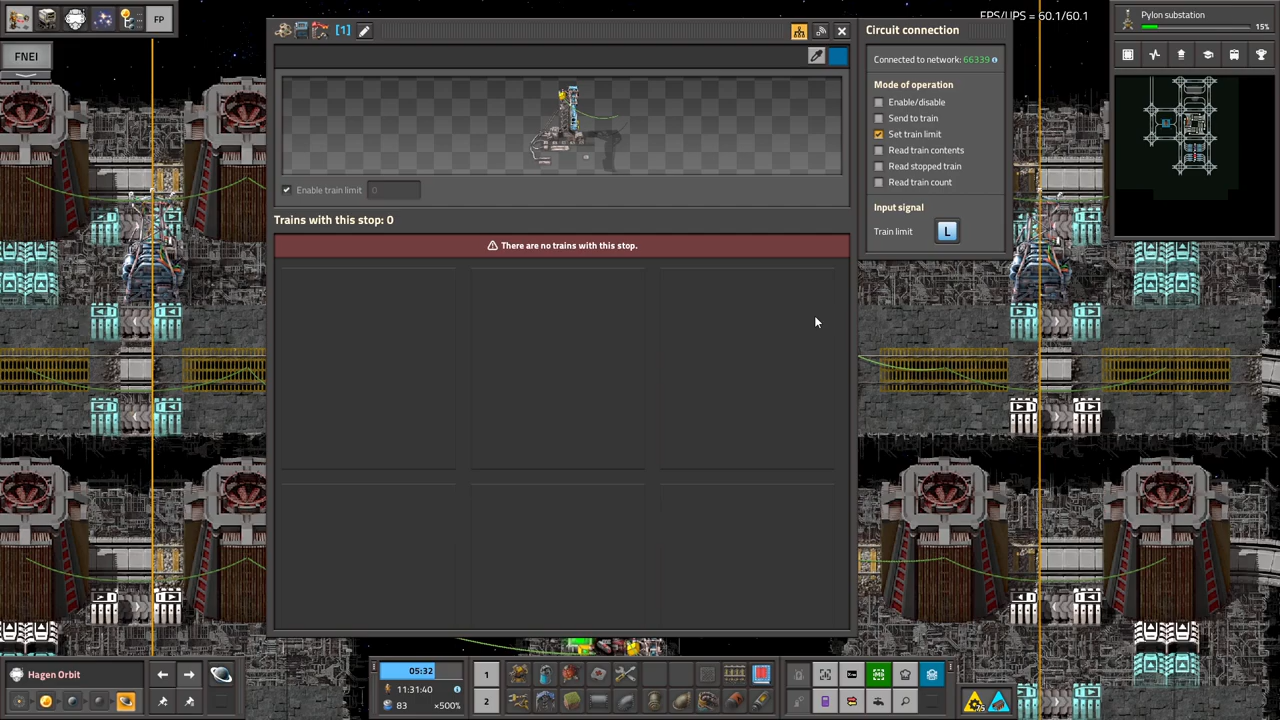 FP
FNEI
[1]
FPS/UPS = 60.1/60.1
Pylon substation
15%
Circuit connection
Connected to network: 66339
Mode of operation
Enable/disable
Send to train
Set train limit
Read train contents
Read stopped train
Read train count
Input signal
Train limit
L
Enable train limit
0
Trains with this stop: 0
There are no trains with this stop.
Hagen Orbit
05:32
11:31:40
83
×500%
1
2